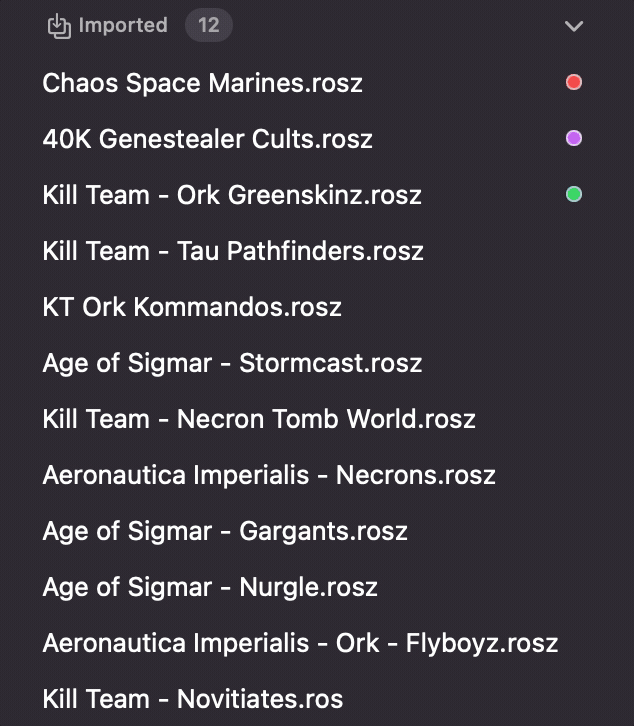 Imported 12
Chaos Space Marines.rosz
40K Genestealer Cults.rosz
Kill Team - Ork Greenskinz.rosz
Kill Team - Tau Pathfinders.rosz
KT Ork Kommandos.rosz
Age of Sigmar - Stormcast.rosz
Kill Team - Necron Tomb World.rosz
Aeronautica Imperialis - Necrons.rosz
Age of Sigmar - Gargants.rosz
Age of Sigmar - Nurgle.rosz
Aeronautica Imperialis - Ork - Flyboyz.rosz
Kill Team - Novitiates.ros